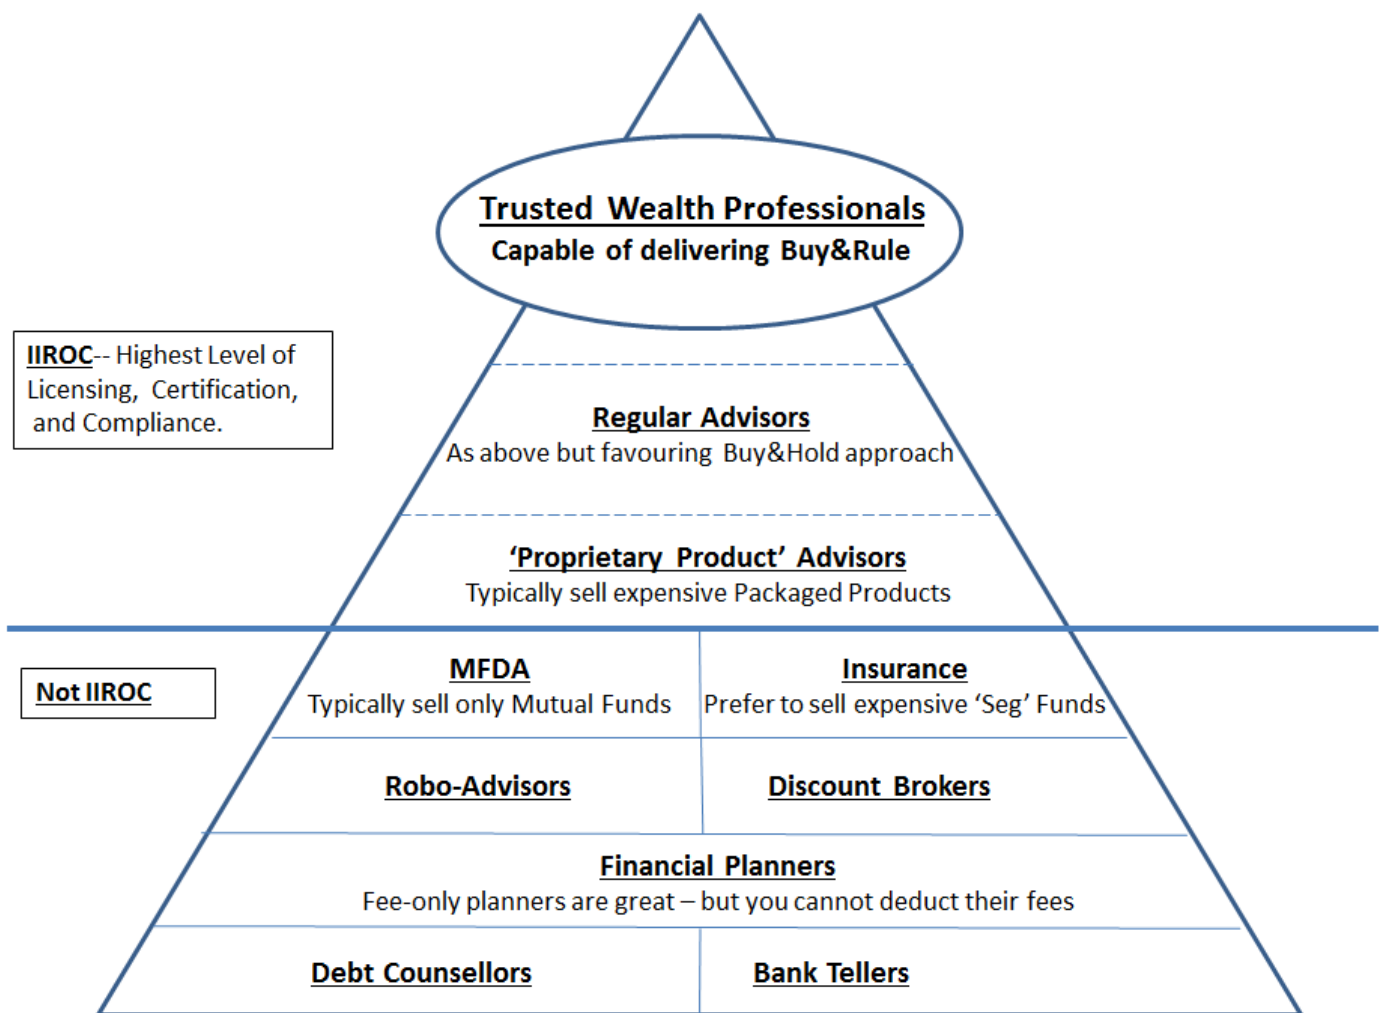 Trusted Wealth Professionals
Capable of delivering Buy&Rule
IIROC-- Highest Level of
Licensing, Certification,
and Compliance.
Regular Advisors
As above but favouring Buy&Hold approach
‘Proprietary Product’ Advisors
Typically sell expensive Packaged Products
Not IIROC
MFDA
Typically sell only Mutual Funds
Insurance
Prefer to sell expensive ‘Seg’ Funds
Robo-Advisors
Discount Brokers
Financial Planners
Fee-only planners are great – but you cannot deduct their fees
Debt Counsellors
Bank Tellers